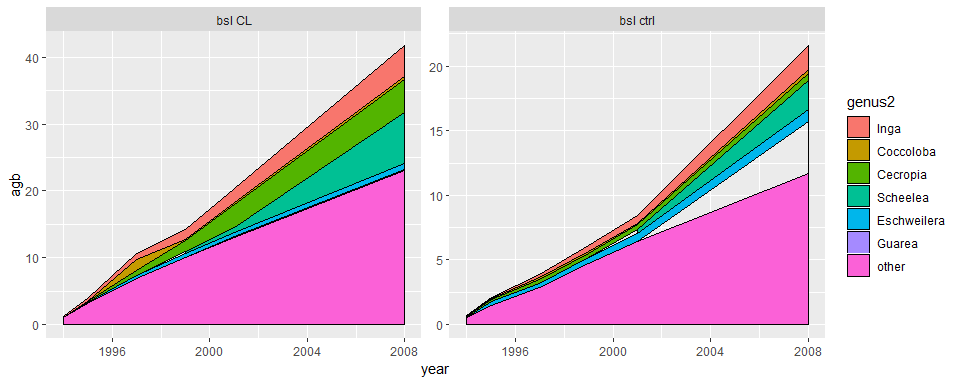 bsl CL
bsl ctrl
agb
40
30
20
10
0
20
15
10
5
0
1996
2000
2004
2008
1996
2000
2004
2008
year
genus2
Inga
Coccoloba
Cecropia
Scheelea
Eschweilera
Guarea
other